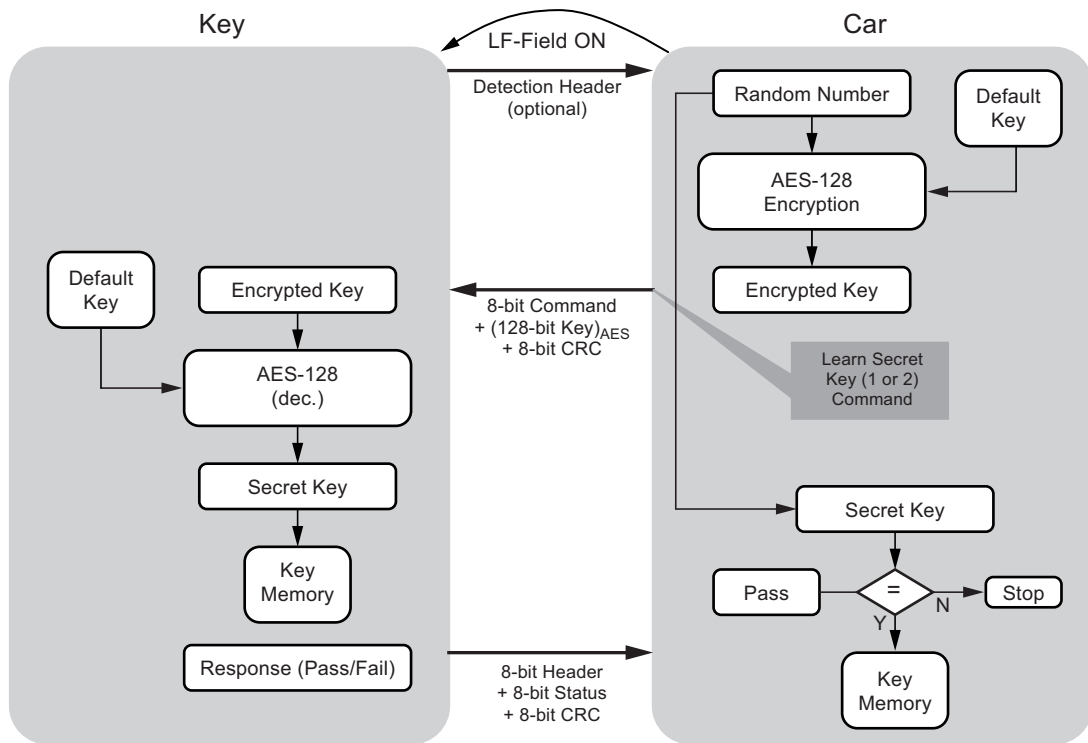 Key
Car
LF-Field ON
Detection Header
(optional)
Random Number
Default
Key
AES-128
Encryption
Encrypted Key
Default
Key
Encrypted Key
8-bit Command
+ (128-bit Key)AES
+ 8-bit CRC
AES-128
(dec.)
Learn Secret
Key (1 or 2)
Command
Secret Key
Secret Key
Key
Memory
Pass
=
N
Stop
Y
Response (Pass/Fail)
8-bit Header
+ 8-bit Status
+ 8-bit CRC
Key
Memory